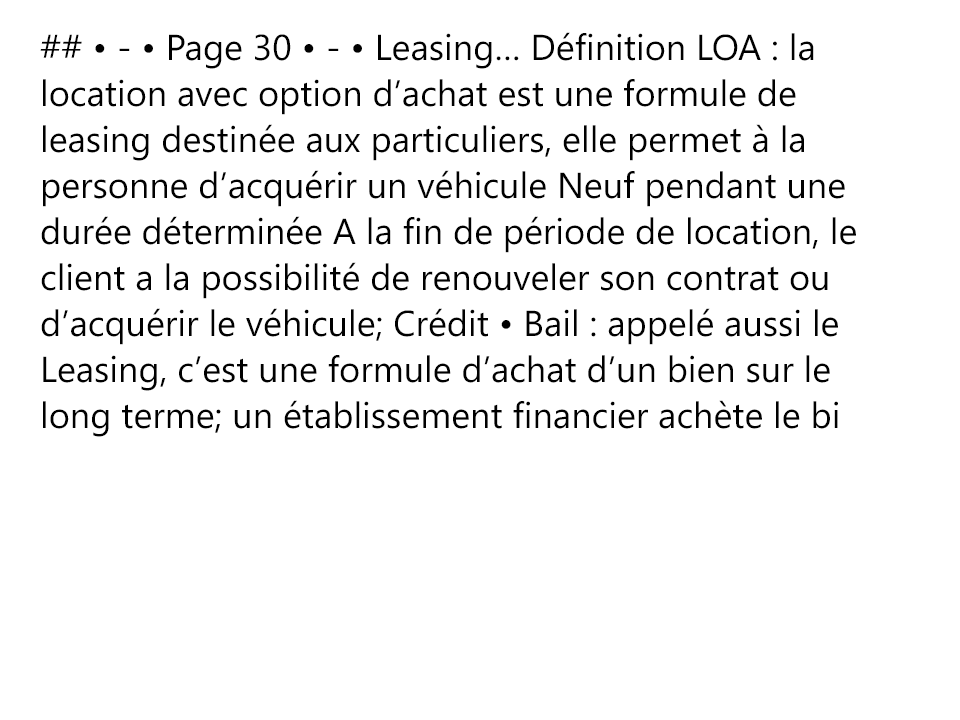 ## • - • Page 30 • - • Leasing... Définition LOA : la
location avec option d’achat est une formule de
leasing destinée aux particuliers, elle permet à la
personne d’acquérir un véhicule Neuf pendant une
durée déterminée A la fin de période de location, le
client a la possibilité de renouveler son contrat ou
d’acquérir le véhicule; Crédit • Bail : appelé aussi le
Leasing, c’est une formule d’achat d’un bien sur le
long terme; un établissement financier achète le bi